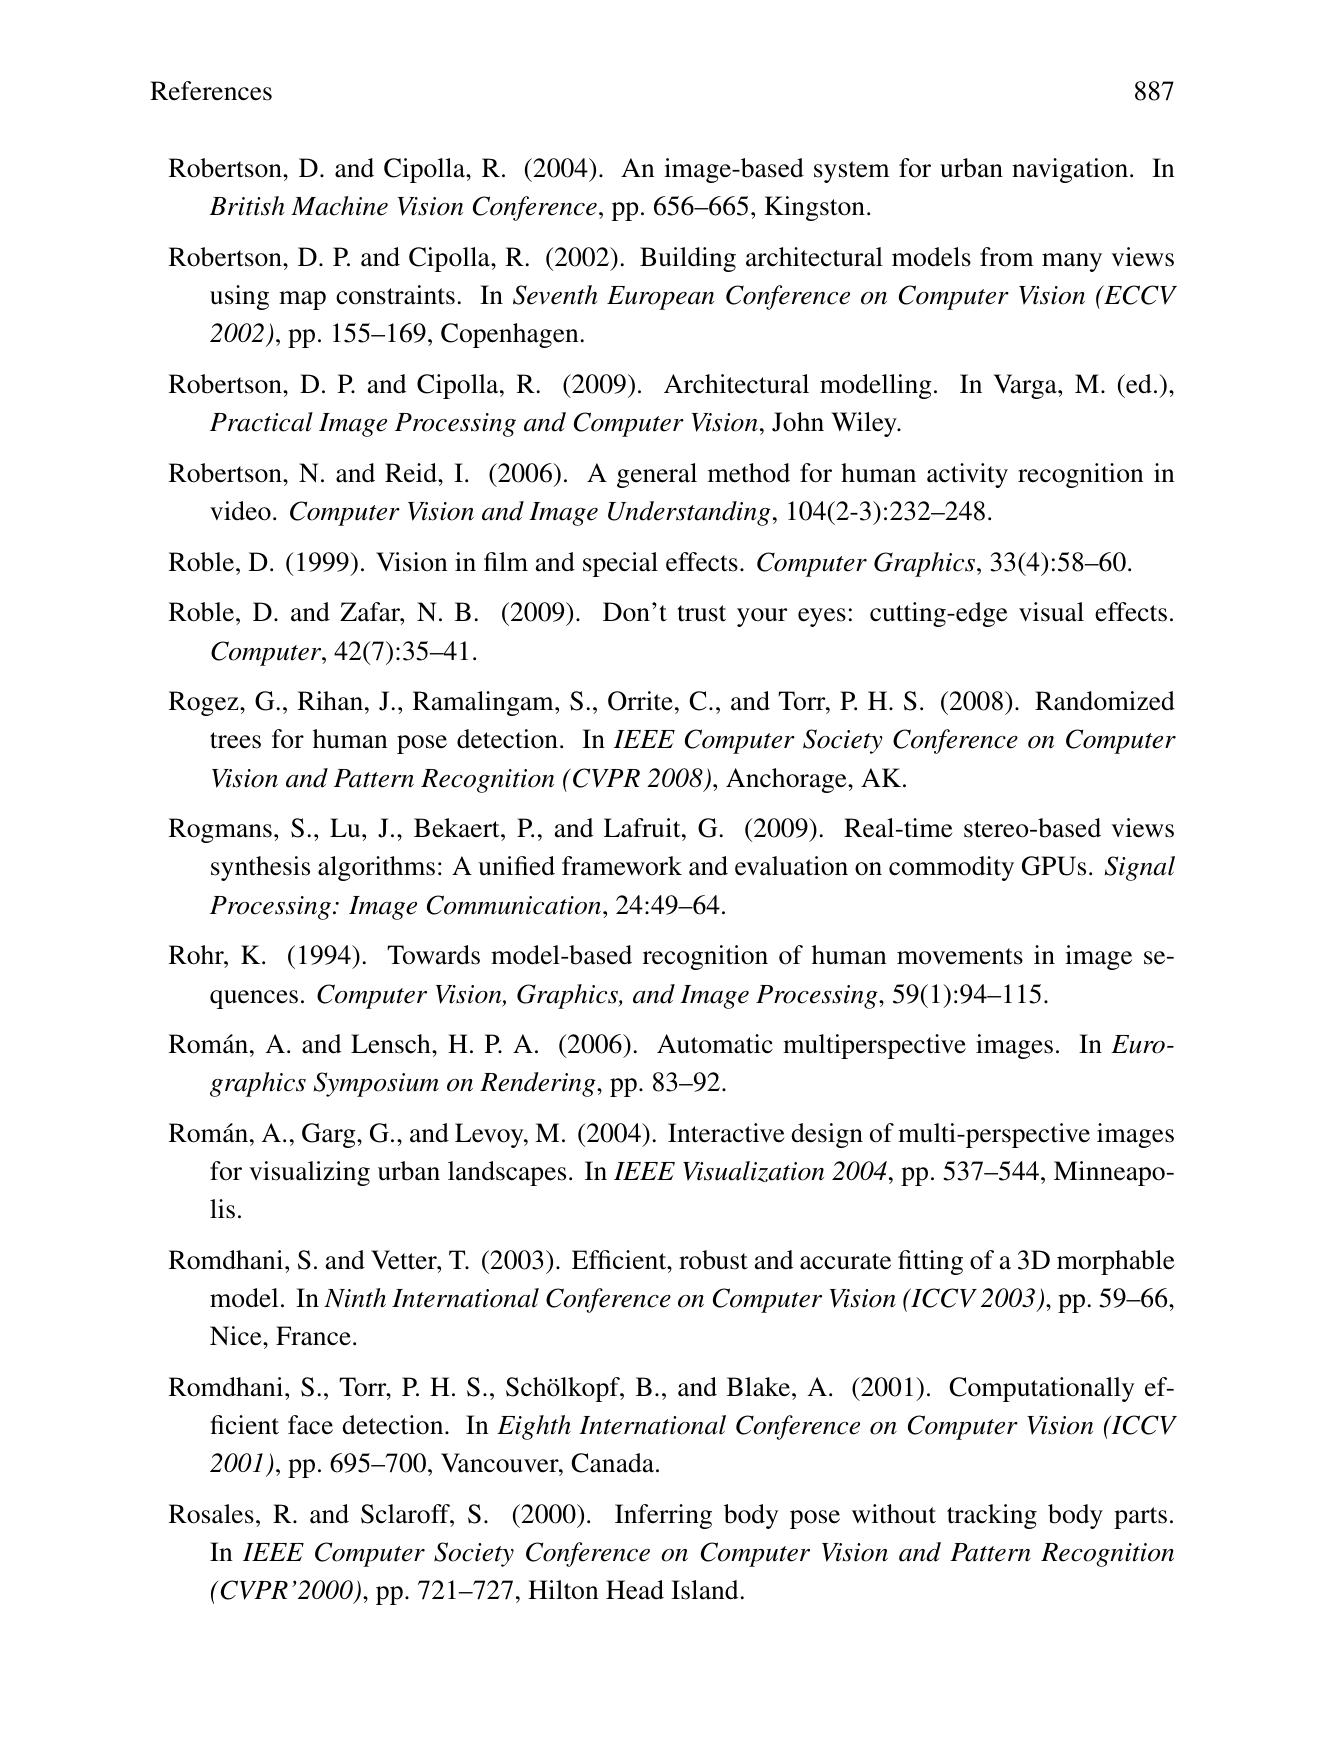 References 887
Robertson, D. and Cipolla, R. (2004). An image-based system for urban navigation. In
British Machine Vision Conference, pp. 656–665, Kingston.
Robertson, D. P. and Cipolla, R. (2002). Building architectural models from many views
using map constraints. In Seventh European Conference on Computer Vision (ECCV
2002), pp. 155–169, Copenhagen.
Robertson, D. P. and Cipolla, R. (2009). Architectural modelling. In Varga, M. (ed.),
Practical Image Processing and Computer Vision, John Wiley.
Robertson, N. and Reid, I. (2006). A general method for human activity recognition in
video. Computer Vision and Image Understanding, 104(2-3):232–248.
Roble, D. (1999). Vision in film and special effects. Computer Graphics, 33(4):58–60.
Roble, D. and Zafar, N. B. (2009). Don’t trust your eyes: cutting-edge visual effects.
Computer, 42(7):35–41.
Rogez, G., Rihan, J., Ramalingam, S., Orrite, C., and Torr, P. H. S. (2008). Randomized
trees for human pose detection. In IEEE Computer Society Conference on Computer
Vision and Pattern Recognition (CVPR 2008), Anchorage, AK.
Rogmans, S., Lu, J., Bekaert, P., and Lafruit, G. (2009). Real-time stereo-based views
synthesis algorithms: A unified framework and evaluation on commodity GPUs. Signal
Processing: Image Communication, 24:49–64.
Rohr, K. (1994). Towards model-based recognition of human movements in image se-
quences. Computer Vision, Graphics, and Image Processing, 59(1):94–115.
Román, A. and Lensch, H. P. A. (2006). Automatic multiperspective images. In Euro-
graphics Symposium on Rendering, pp. 83–92.
Román, A., Garg, G., and Levoy, M. (2004). Interactive design of multi-perspective images
for visualizing urban landscapes. In IEEE Visualization 2004, pp. 537–544, Minneapo-
lis.
Romdhani, S. and Vetter, T. (2003). Efficient, robust and accurate fitting of a 3D morphable
model. In Ninth International Conference on Computer Vision (ICCV 2003), pp. 59–66,
Nice, France.
Romdhani, S., Torr, P. H. S., Schölkopf, B., and Blake, A. (2001). Computationally ef-
ficient face detection. In Eighth International Conference on Computer Vision (ICCV
2001), pp. 695–700, Vancouver, Canada.
Rosales, R. and Sclaroff, S. (2000). Inferring body pose without tracking body parts.
In IEEE Computer Society Conference on Computer Vision and Pattern Recognition
(CVPR’2000), pp. 721–727, Hilton Head Island.